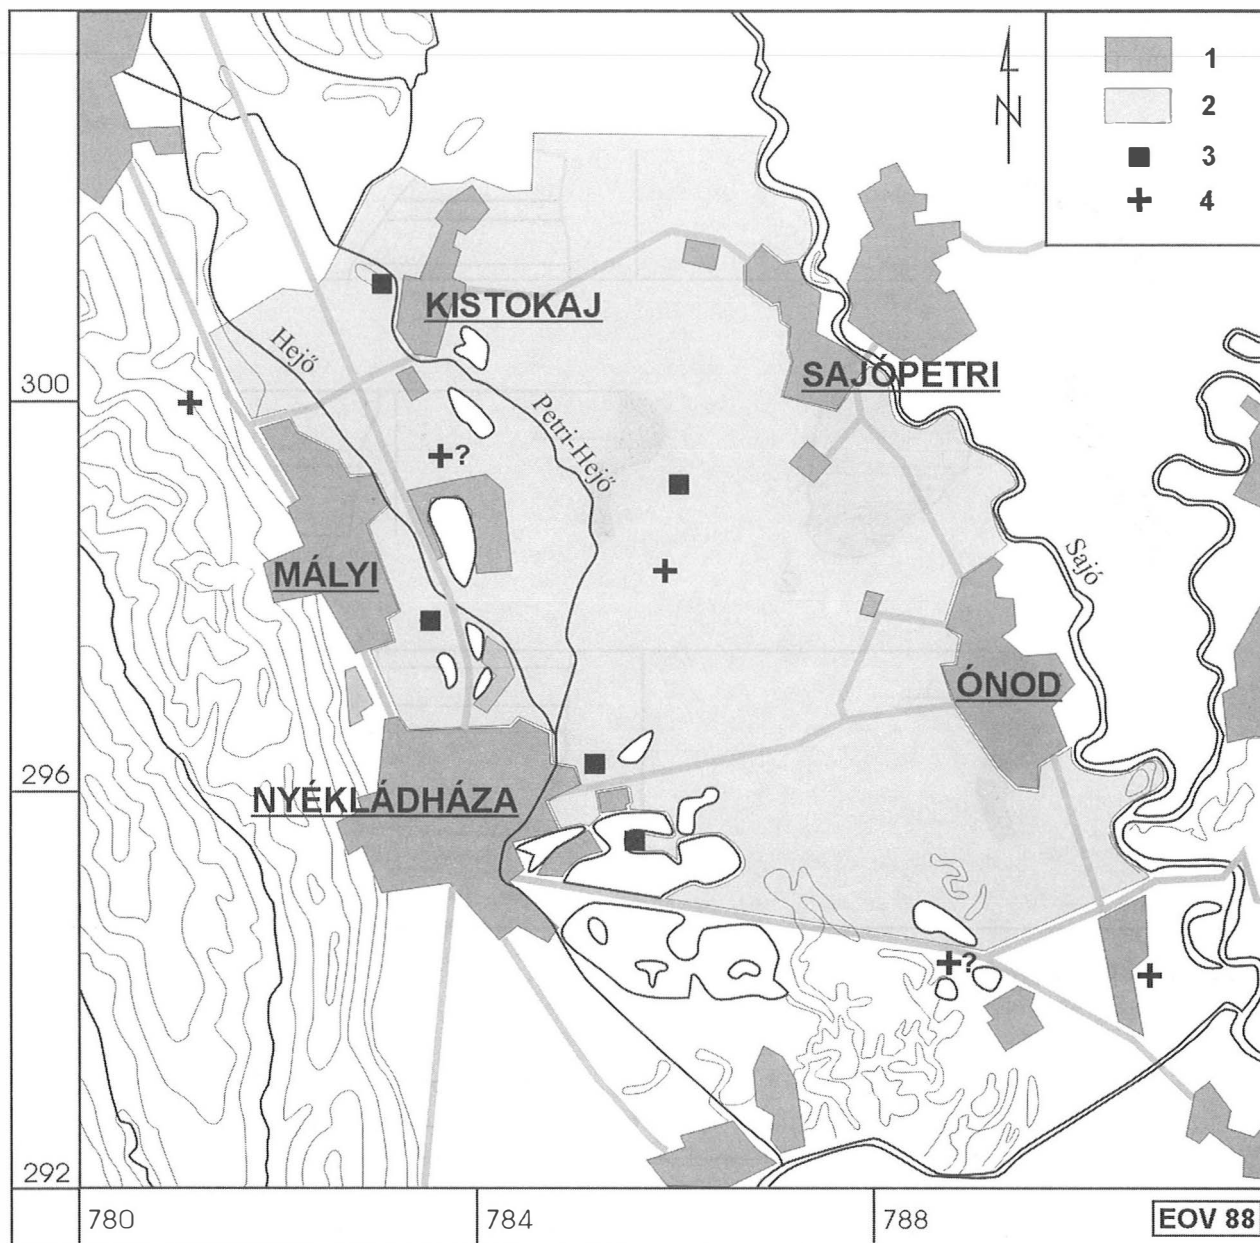 N
1
2
3
4
KISTOKAJ
Hejő
SAJÓPETRI
300
Petri-Hejő
?
Sajó
MÁLYI
ÓNOD
296
NYÉKLÁDHÁZA
?
292
780
784
788
EOV 88